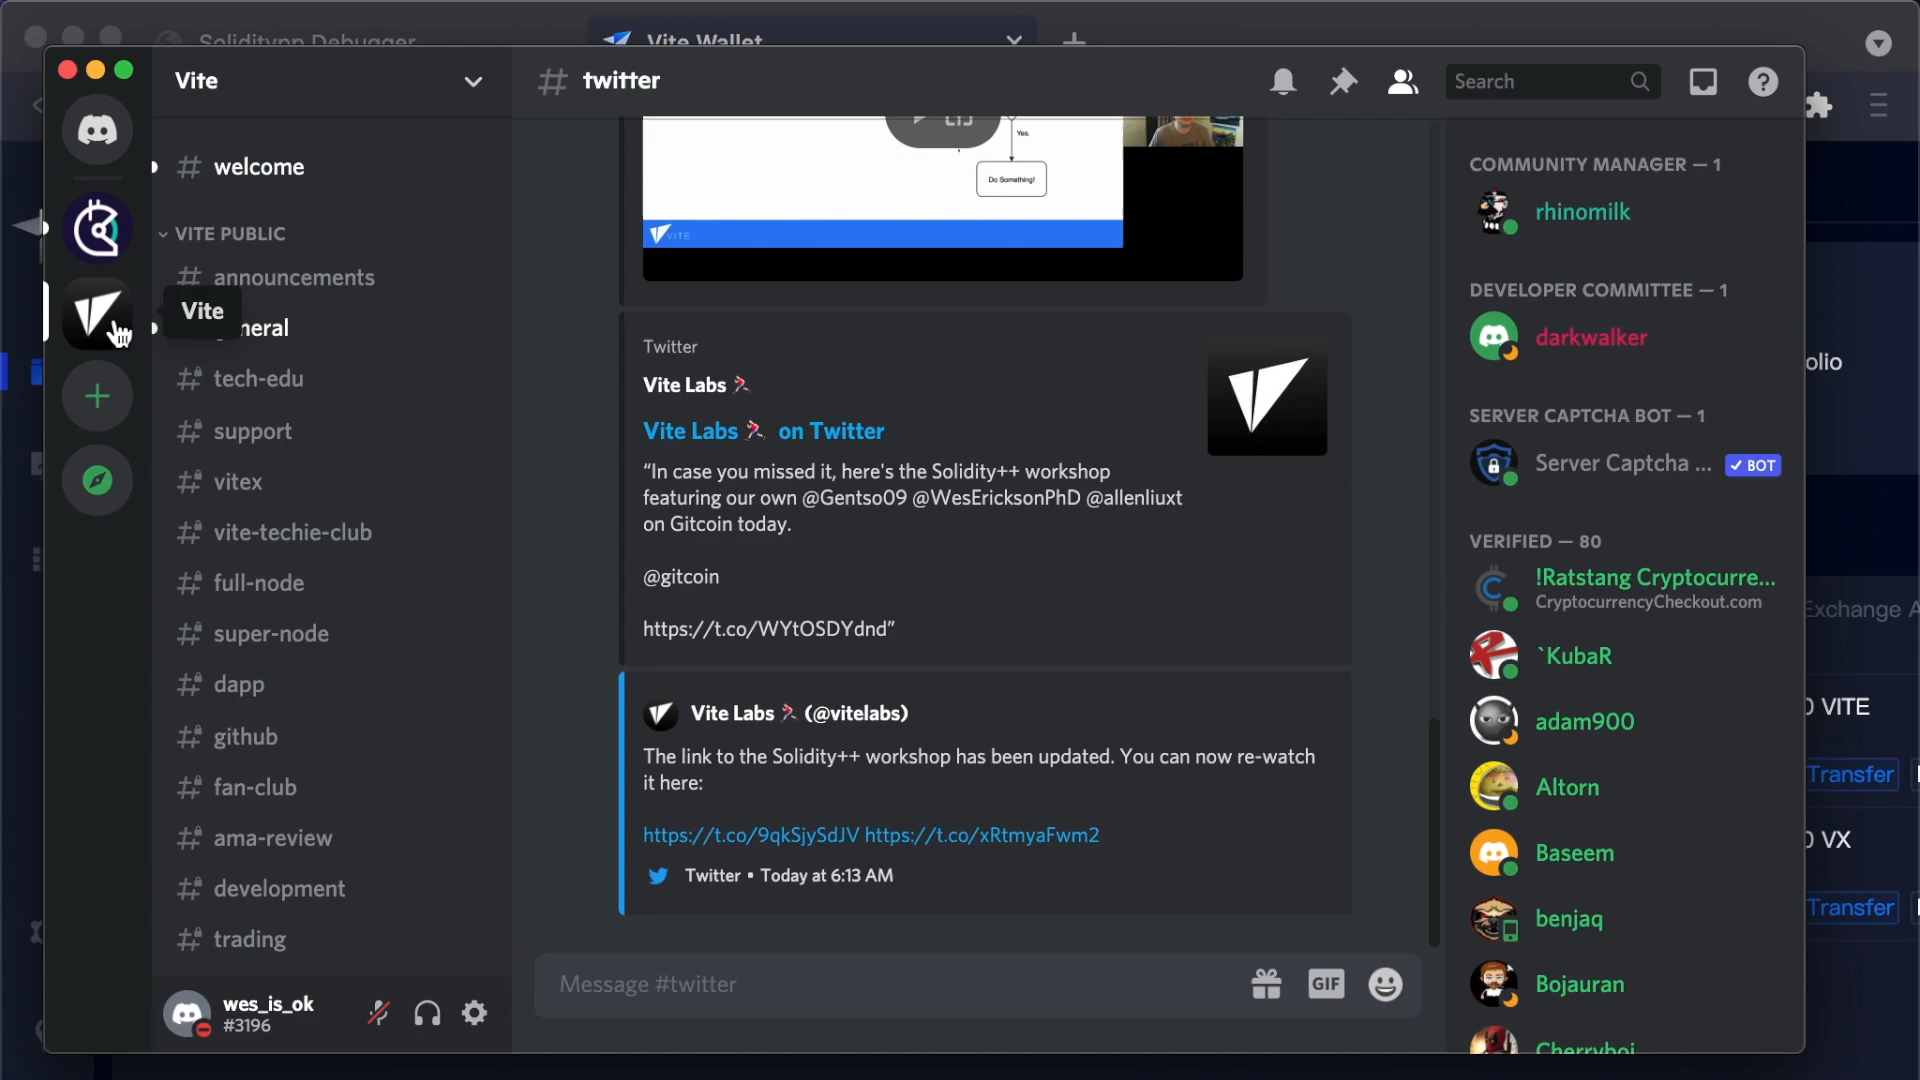 Soliditypp Debugger
Vite Wallet
Vite
# twitter
Search
# welcome
VITE PUBLIC
# announcements
Vite
neral
# tech-edu
# support
# vitex
# vite-techie-club
# full-node
# super-node
# dapp
# github
# fan-club
# ama-review
# development
# trading
wes_is_ok
#3196
Yes.
Do Something!
VITE
Twitter
Vite Labs
Vite Labs on Twitter
“In case you missed it, here's the Solidity++ workshop
featuring our own @Gentso09 @WesEricksonPhD @allenliuxt
on Gitcoin today.
@gitcoin
https://t.co/WYtOSDYdnd”
Vite Labs (@vitelabs)
The link to the Solidity++ workshop has been updated. You can now re-watch
it here:
https://t.co/9qkSjySdJV https://t.co/xRtmyaFwm2
Twitter • Today at 6:13 AM
Message #twitter
GIF
COMMUNITY MANAGER — 1
rhinomilk
DEVELOPER COMMITTEE — 1
darkwalker
SERVER CAPTCHA BOT — 1
Server Captcha ... ✓ BOT
VERIFIED — 80
!Ratstang Cryptocurre...
CryptocurrencyCheckout.com
`KubaR
adam900
Altorn
Baseem
benjaq
Bojauran
Cherryboi
olio
Exchange A
0 VITE
Transfer
0 VX
Transfer